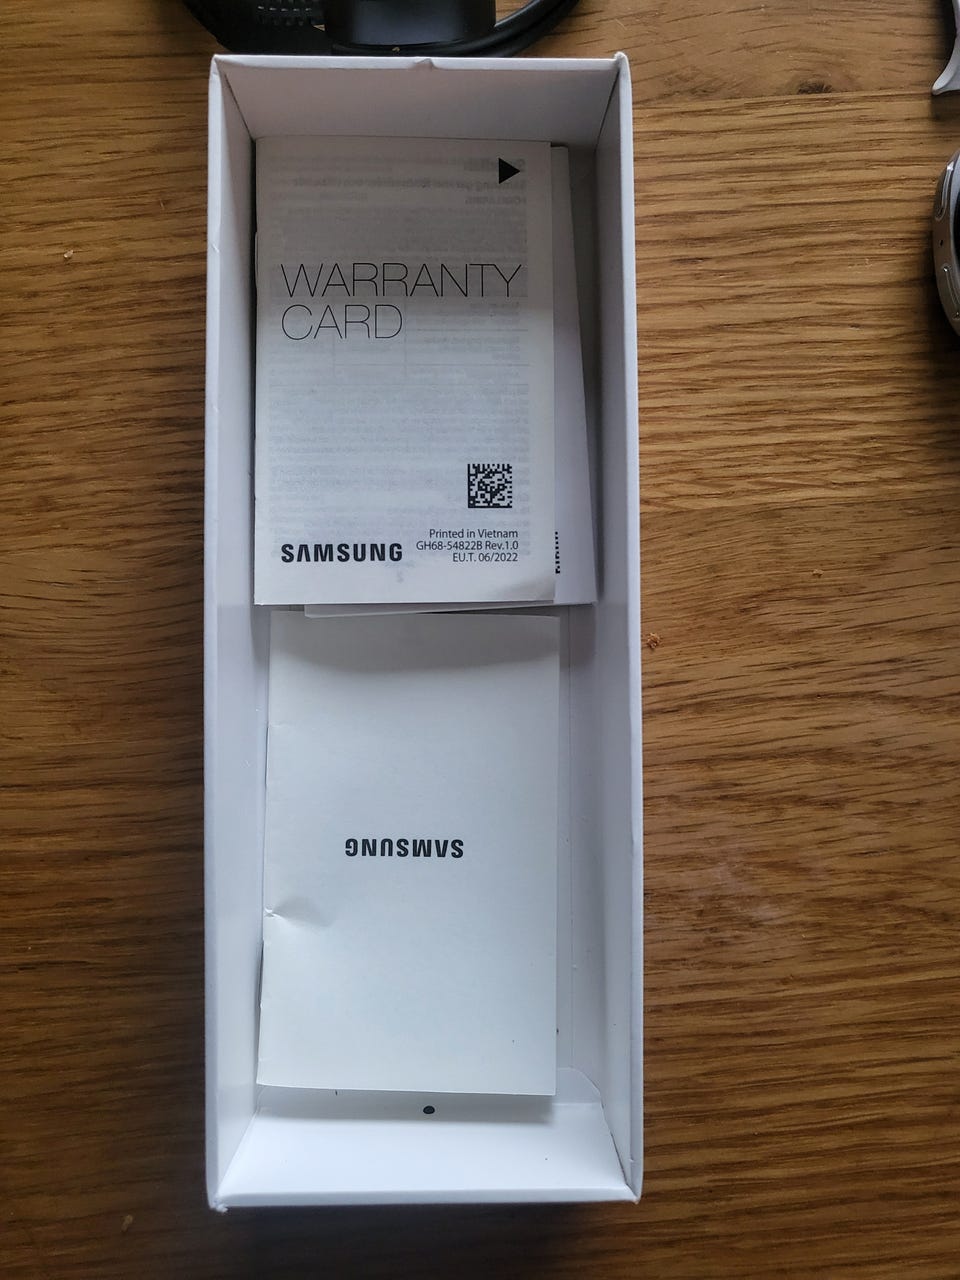 WARRANTY
CARD
Printed in Vietnam
GH68-54822B Rev.1.0
EU.T. 06/2022
SAMSUNG
SAMSUNG